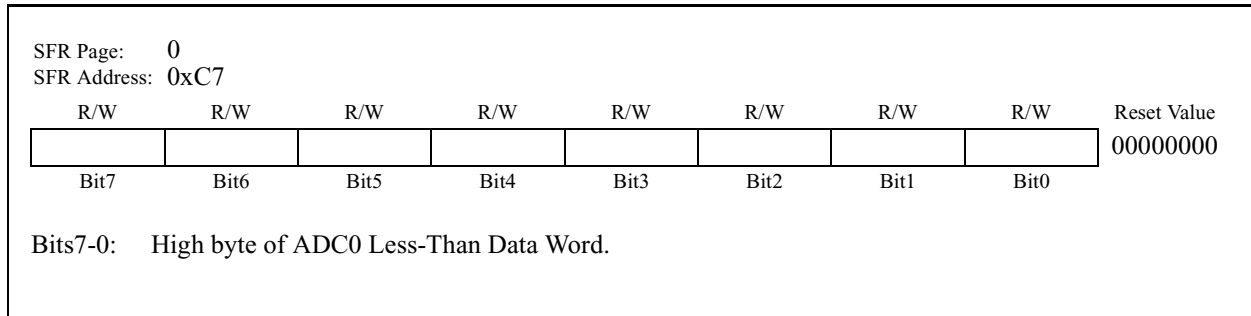 SFR Page: 0
SFR Address: 0xC7
R/W R/W R/W R/W R/W R/W R/W R/W Reset Value
00000000
Bit7 Bit6 Bit5 Bit4 Bit3 Bit2 Bit1 Bit0
Bits7-0: High byte of ADC0 Less-Than Data Word.